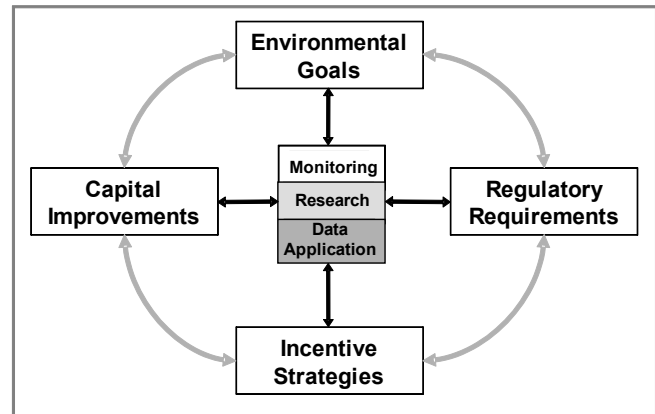 Environmental
Goals
Monitoring
Research
Data
Application
Capital
Improvements
Regulatory
Requirements
Incentive
Strategies